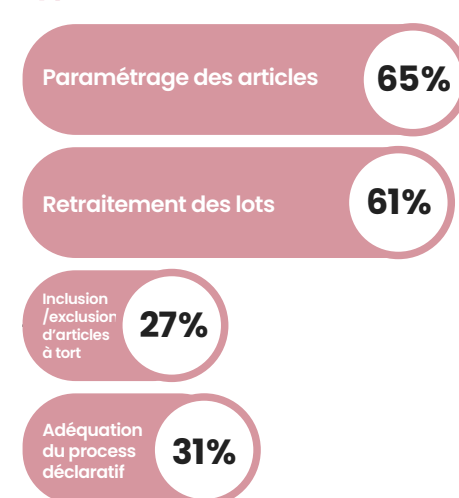 Paramétrage des articles
65%
Retraitement des lots
61%
Inclusion
/exclusion
d'articles
à tort
27%
Adéquation
du process
déclaratif
31%